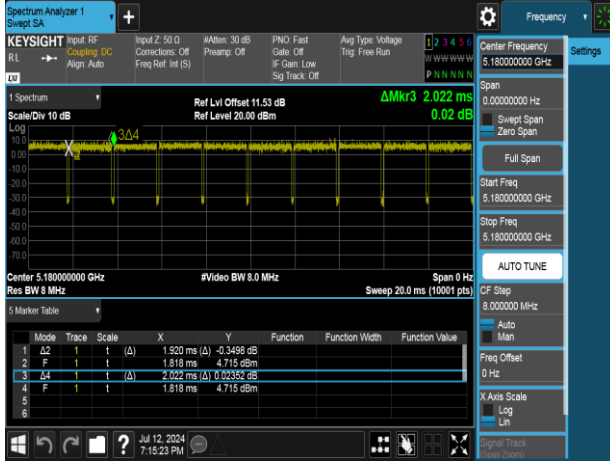 Spectrum Analyzer 1
Swept SA
+
Frequency
KEYSIGHT
RL
Input: RF
Coupling: DC
Align: Auto
Input Z: 50 Ω
Corrections: Off
Freq Ref: Int (S)
#Atten: 30 dB
Preamp: Off
PNO: Fast
Gate: Off
IF Gain: Low
Sig Track: Off
Avg Type: Voltage
Trig: Free Run
1 2 3 4 5 6
W W W W W W
P N N N N N
LXI
Center Frequency
5.180000000 GHz
Settings
Span
0.00000000 Hz
Swept Span
Zero Span
Full Span
Start Freq
5.180000000 GHz
Stop Freq
5.180000000 GHz
AUTO TUNE
CF Step
8.000000 MHz
Auto
Man
Freq Offset
0 Hz
X Axis Scale
Log
Lin
Signal Track
(Span Zoom)
1 Spectrum
Scale/Div 10 dB
Ref Lvl Offset 11.53 dB
Ref Level 20.00 dBm
ΔMkr3 2.022 ms
0.02 dB
Log
10.0
0.00
-10.0
-20.0
-30.0
-40.0
-50.0
-60.0
-70.0
3Δ4
Center 5.180000000 GHz
Res BW 8 MHz
#Video BW 8.0 MHz
Span 0 Hz
Sweep 20.0 ms (10001 pts)
5 Marker Table
Mode Trace Scale X Y Function Function Width Function Value
1 Δ2 1 t (Δ) 1.920 ms (Δ) -0.3498 dB
2 F 1 t 1.818 ms 4.715 dBm
3 Δ4 1 t (Δ) 2.022 ms (Δ) 0.02352 dB
4 F 1 t 1.818 ms 4.715 dBm
5
6
?
Jul 12, 2024
7:15:23 PM